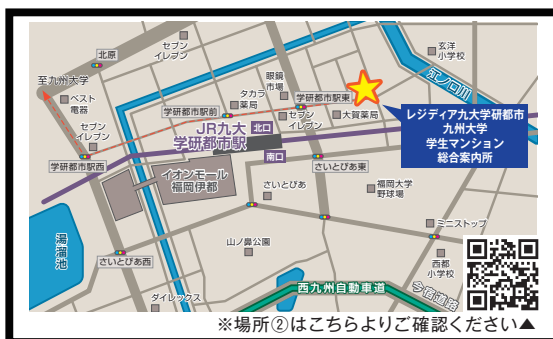 北原
セブン
イレブン
玄洋
小学校
至九州大学
眼鏡
市場
江ノ口川
ベスト
電器
タカラ
薬局
学研都市駅東
学研都市駅前
セブン
イレブン
大賀薬局
レジディア九大学研都市
九州大学
学生マンション
総合案内所
セブン
イレブン
JR九大
学研都市駅
北口
南口
学研都市駅西
イオンモール
福岡伊都
さいとぴあ東
さいとぴあ
福岡大学
野球場
ミニストップ
湯溜池
山ノ鼻公園
さいとぴあ西
西都
小学校
西九州自動車道
今宿道路
ダイレックス
※場所②はこちらよりご確認ください▲